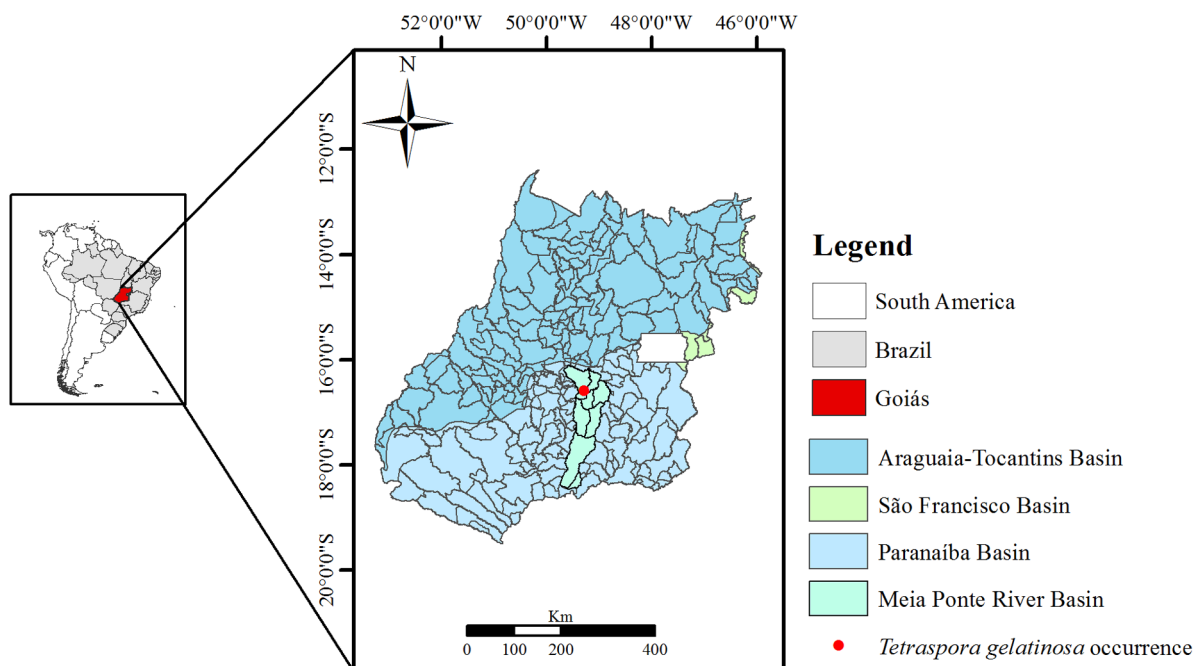 52°0'0"W 50°0'0"W 48°0'0"W 46°0'0"W
N
12°0'0"S
14°0'0"S
16°0'0"S
18°0'0"S
20°0'0"S
Km
0 100 200 400
Legend
South America
Brazil
Goiás
Araguaia-Tocantins Basin
São Francisco Basin
Paranaíba Basin
Meia Ponte River Basin
Tetraspora gelatinosa occurrence